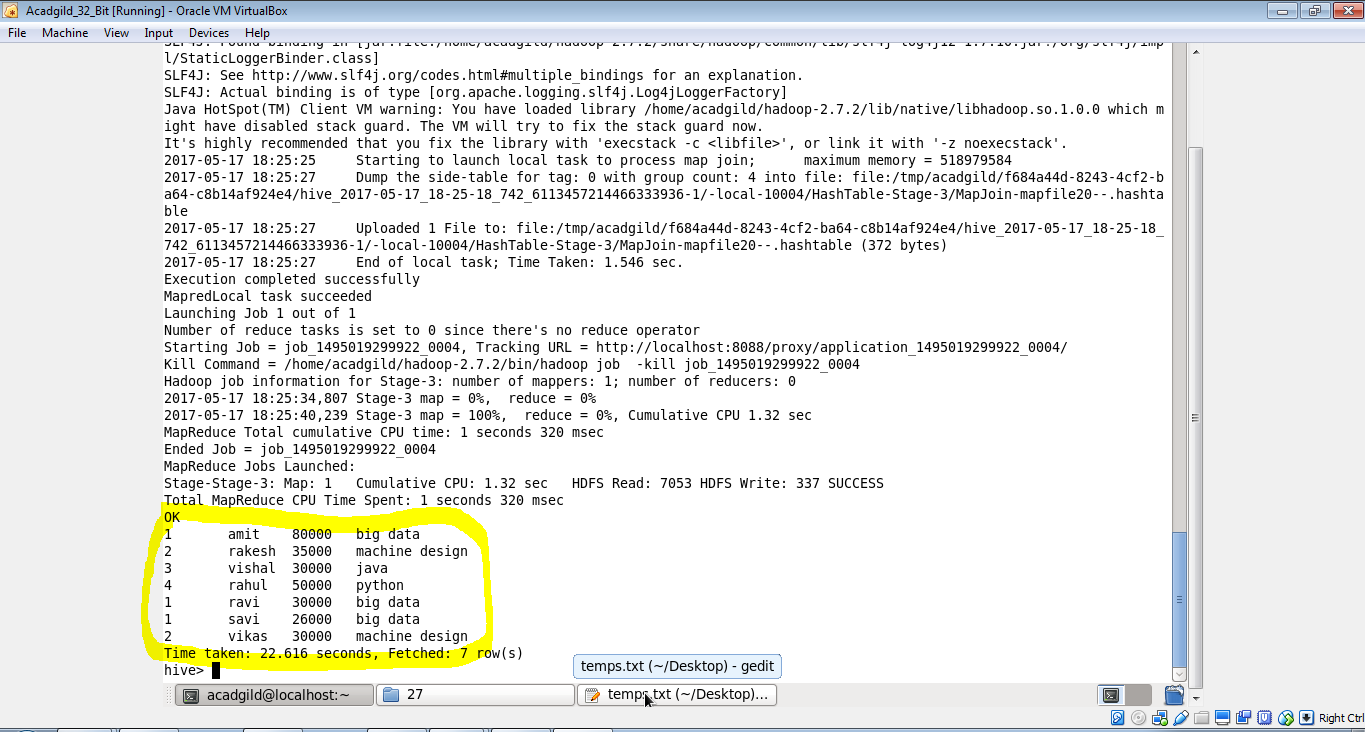 Acadgild_32_Bit [Running] - Oracle VM VirtualBox
File Machine View Input Devices Help
SLF4J: Found binding in [jar:file:/home/acadgild/hadoop-2.7.2/share/hadoop/common/lib/slf4j-log4j12-1.7.10.jar!/org/slf4j/imp
l/StaticLoggerBinder.class]
SLF4J: See http://www.slf4j.org/codes.html#multiple_bindings for an explanation.
SLF4J: Actual binding is of type [org.apache.logging.slf4j.Log4jLoggerFactory]
Java HotSpot(TM) Client VM warning: You have loaded library /home/acadgild/hadoop-2.7.2/lib/native/libhadoop.so.1.0.0 which m
ight have disabled stack guard. The VM will try to fix the stack guard now.
It's highly recommended that you fix the library with 'execstack -c <libfile>', or link it with '-z noexecstack'.
2017-05-17 18:25:25 Starting to launch local task to process map join; maximum memory = 518979584
2017-05-17 18:25:27 Dump the side-table for tag: 0 with group count: 4 into file: file:/tmp/acadgild/f684a44d-8243-4cf2-b
a64-c8b14af924e4/hive_2017-05-17_18-25-18_742_6113457214466333936-1/-local-10004/HashTable-Stage-3/MapJoin-mapfile20--.hashta
ble
2017-05-17 18:25:27 Uploaded 1 File to: file:/tmp/acadgild/f684a44d-8243-4cf2-ba64-c8b14af924e4/hive_2017-05-17_18-25-18_
742_6113457214466333936-1/-local-10004/HashTable-Stage-3/MapJoin-mapfile20--.hashtable (372 bytes)
2017-05-17 18:25:27 End of local task; Time Taken: 1.546 sec.
Execution completed successfully
MapredLocal task succeeded
Launching Job 1 out of 1
Number of reduce tasks is set to 0 since there's no reduce operator
Starting Job = job_1495019299922_0004, Tracking URL = http://localhost:8088/proxy/application_1495019299922_0004/
Kill Command = /home/acadgild/hadoop-2.7.2/bin/hadoop job -kill job_1495019299922_0004
Hadoop job information for Stage-3: number of mappers: 1; number of reducers: 0
2017-05-17 18:25:34,807 Stage-3 map = 0%, reduce = 0%
2017-05-17 18:25:40,239 Stage-3 map = 100%, reduce = 0%, Cumulative CPU 1.32 sec
MapReduce Total cumulative CPU time: 1 seconds 320 msec
Ended Job = job_1495019299922_0004
MapReduce Jobs Launched:
Stage-Stage-3: Map: 1 Cumulative CPU: 1.32 sec HDFS Read: 7053 HDFS Write: 337 SUCCESS
Total MapReduce CPU Time Spent: 1 seconds 320 msec
OK
1 amit 80000 big data
2 rakesh 35000 machine design
3 vishal 30000 java
4 rahul 50000 python
1 ravi 30000 big data
1 savi 26000 big data
2 vikas 30000 machine design
Time taken: 22.616 seconds, Fetched: 7 row(s)
hive>
temps.txt (~/Desktop) - gedit
acadgild@localhost:~
27
temps.txt (~/Desktop)...
Right Ctrl